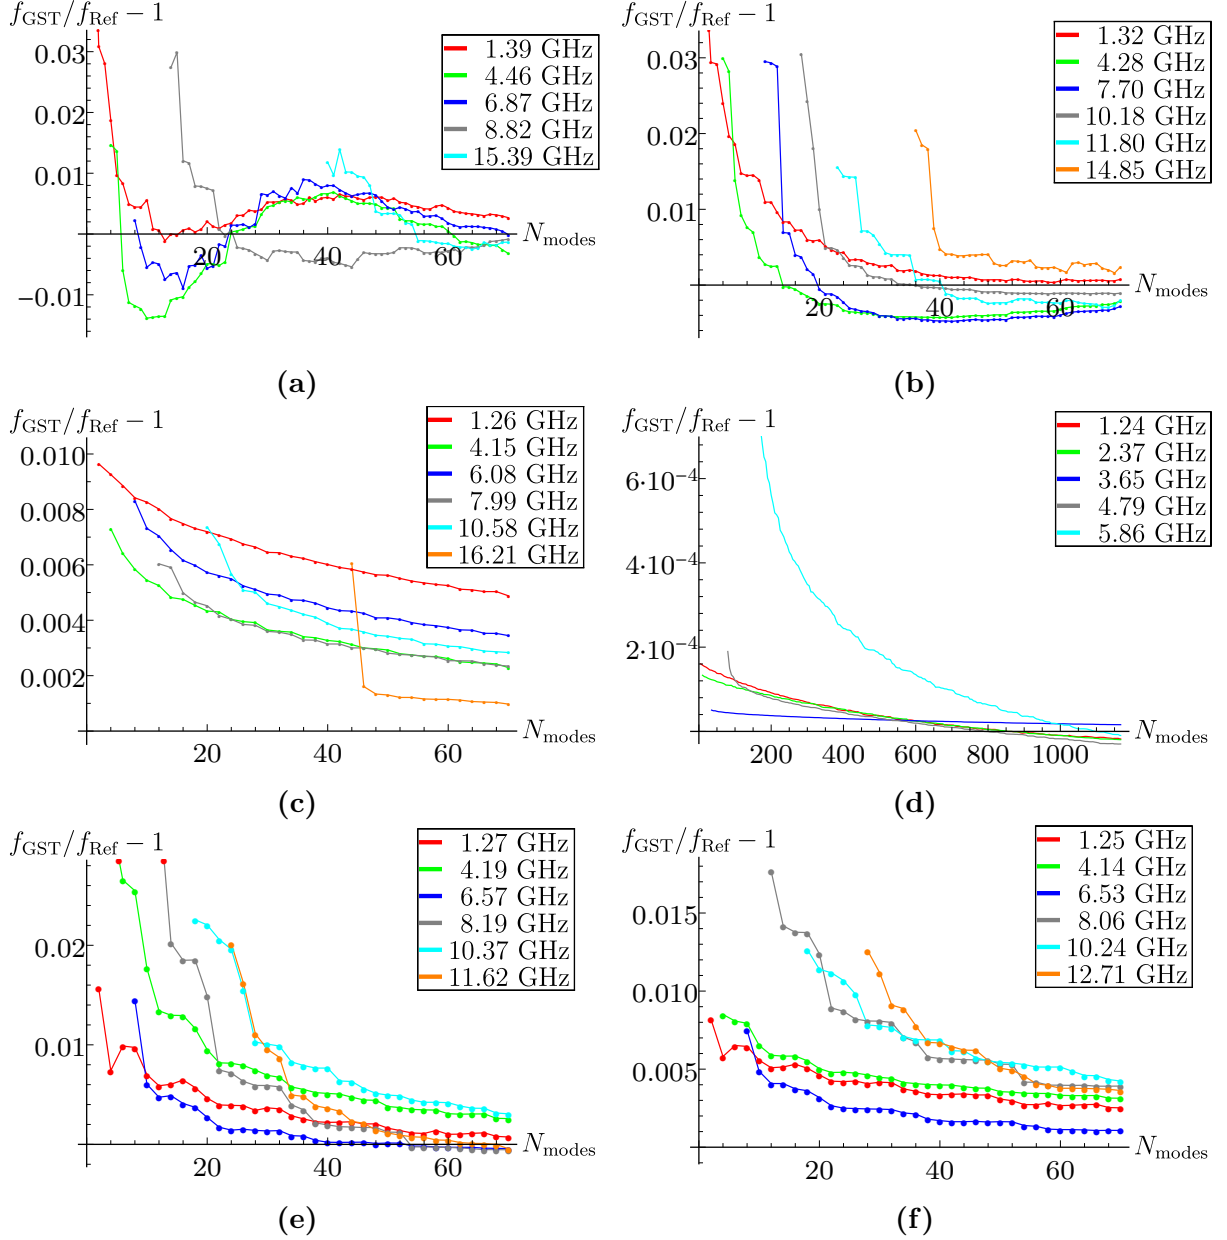 f_GST/f_Ref − 1
0.03
0.02
0.01
−0.01
20
40
60
N_modes
1.39 GHz
4.46 GHz
6.87 GHz
8.82 GHz
15.39 GHz
(a)
f_GST/f_Ref − 1
0.03
0.02
0.01
20
40
60
N_modes
1.32 GHz
4.28 GHz
7.70 GHz
10.18 GHz
11.80 GHz
14.85 GHz
(b)
f_GST/f_Ref − 1
0.010
0.008
0.006
0.004
0.002
20
40
60
N_modes
1.26 GHz
4.15 GHz
6.08 GHz
7.99 GHz
10.58 GHz
16.21 GHz
(c)
f_GST/f_Ref − 1
6·10⁻⁴
4·10⁻⁴
2·10⁻⁴
200
400
600
800
1000
N_modes
1.24 GHz
2.37 GHz
3.65 GHz
4.79 GHz
5.86 GHz
(d)
f_GST/f_Ref − 1
0.02
0.01
20
40
60
N_modes
1.27 GHz
4.19 GHz
6.57 GHz
8.19 GHz
10.37 GHz
11.62 GHz
(e)
f_GST/f_Ref − 1
0.015
0.010
0.005
20
40
60
N_modes
1.25 GHz
4.14 GHz
6.53 GHz
8.06 GHz
10.24 GHz
12.71 GHz
(f)